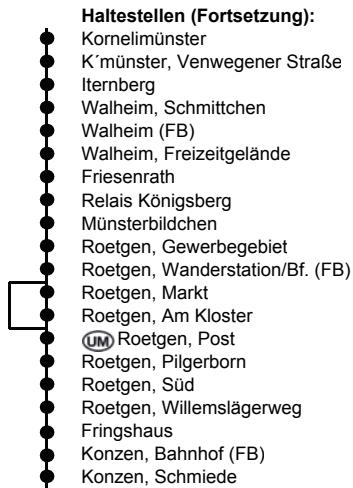 Haltestellen (Fortsetzung):
Kornelimünster
K´münster, Venwegener Straße
Iternberg
Walheim, Schmittchen
Walheim (FB)
Walheim, Freizeitgelände
Friesenrath
Relais Königsberg
Münsterbildchen
Roetgen, Gewerbegebiet
Roetgen, Wanderstation/Bf. (FB)
Roetgen, Markt
Roetgen, Am Kloster
UM Roetgen, Post
Roetgen, Pilgerborn
Roetgen, Süd
Roetgen, Willemslägerweg
Fringshaus
Konzen, Bahnhof (FB)
Konzen, Schmiede